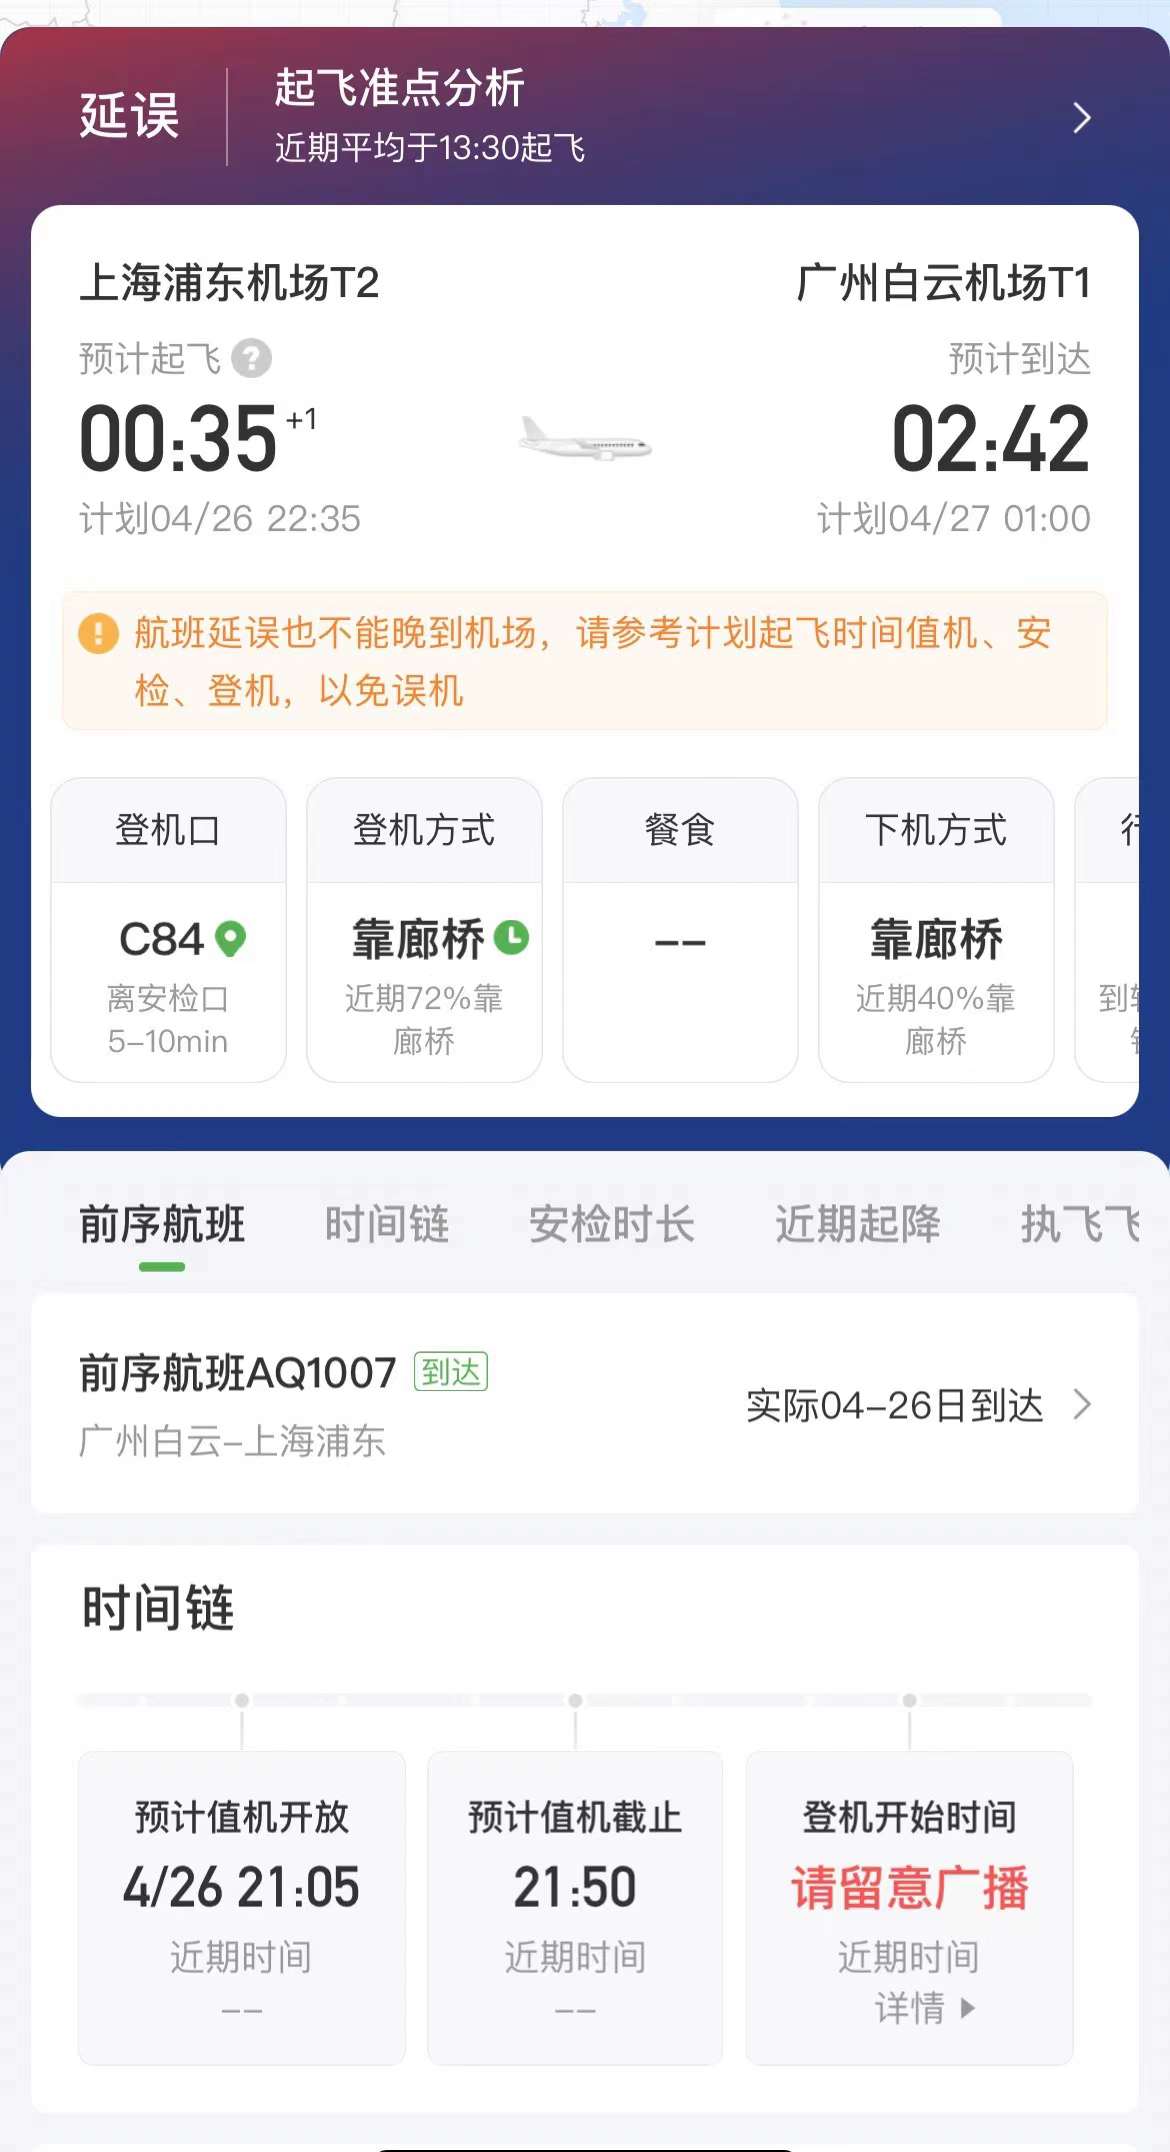 延误
起飞准点分析
近期平均于13:30起飞
上海浦东机场T2
广州白云机场T1
预计起飞 ?
预计到达
00:35 +1
02:42
计划04/26 22:35
计划04/27 01:00
航班延误也不能晚到机场，请参考计划起飞时间值机、安
检、登机，以免误机
登机口
登机方式
餐食
下机方式
C84
靠廊桥
--
靠廊桥
离安检口
5-10min
近期72%靠
廊桥
近期40%靠
廊桥
到
前序航班
时间链
安检时长
近期起降
执飞飞
前序航班AQ1007 到达
广州白云-上海浦东
实际04-26日到达
时间链
预计值机开放
4/26 21:05
近期时间
--
预计值机截止
21:50
近期时间
--
登机开始时间
请留意广播
近期时间
详情